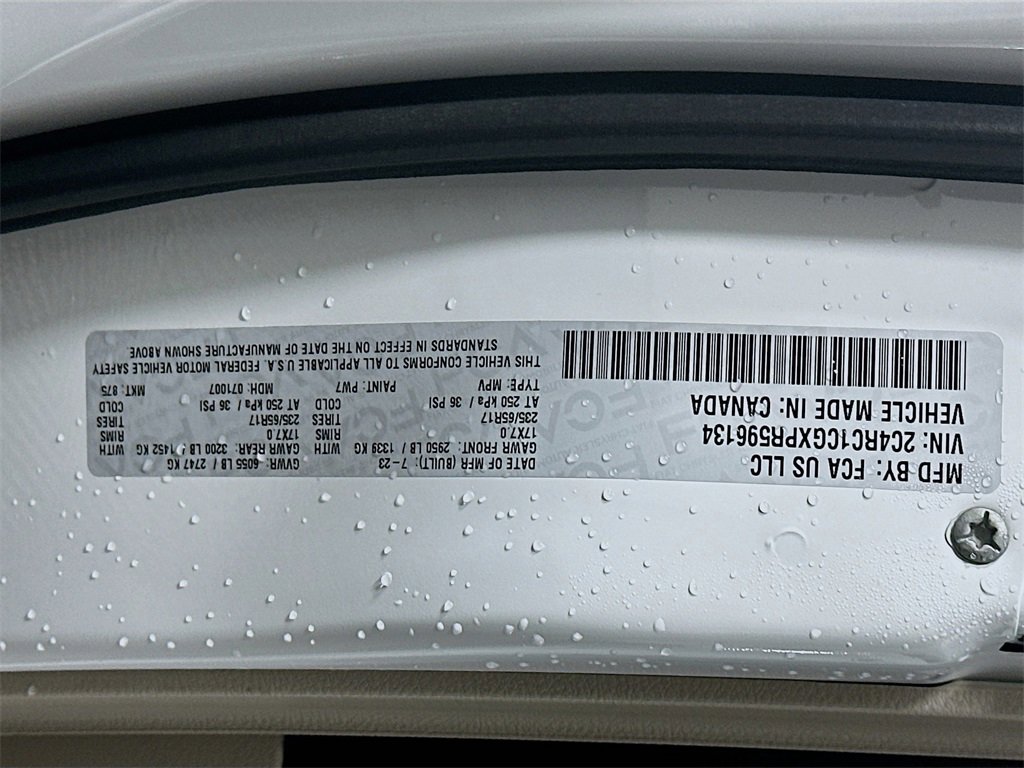 MFD BY: FCA US LLC
VIN: 2C4RC1CGXPR596134
VEHICLE MADE IN: CANADA
DATE OF MFR (BUILT): 7-23 GVWR: 6055 LB / 2747 KG
GAWR FRONT: 2950 LB / 1339 KG WITH GAWR REAR: 3200 LB / 1452 KG WITH
17X7.0 RIMS 17X7.0 RIMS
235/65R17 TIRES 235/65R17 TIRES
AT 250 kPa / 36 PSI COLD AT 250 kPa / 36 PSI COLD
TYPE: MPV PAINT: PW7 MDH: 071007 MKT: 875
THIS VEHICLE CONFORMS TO ALL APPLICABLE U.S.A. FEDERAL MOTOR VEHICLE SAFETY
STANDARDS IN EFFECT ON THE DATE OF MANUFACTURE SHOWN ABOVE.